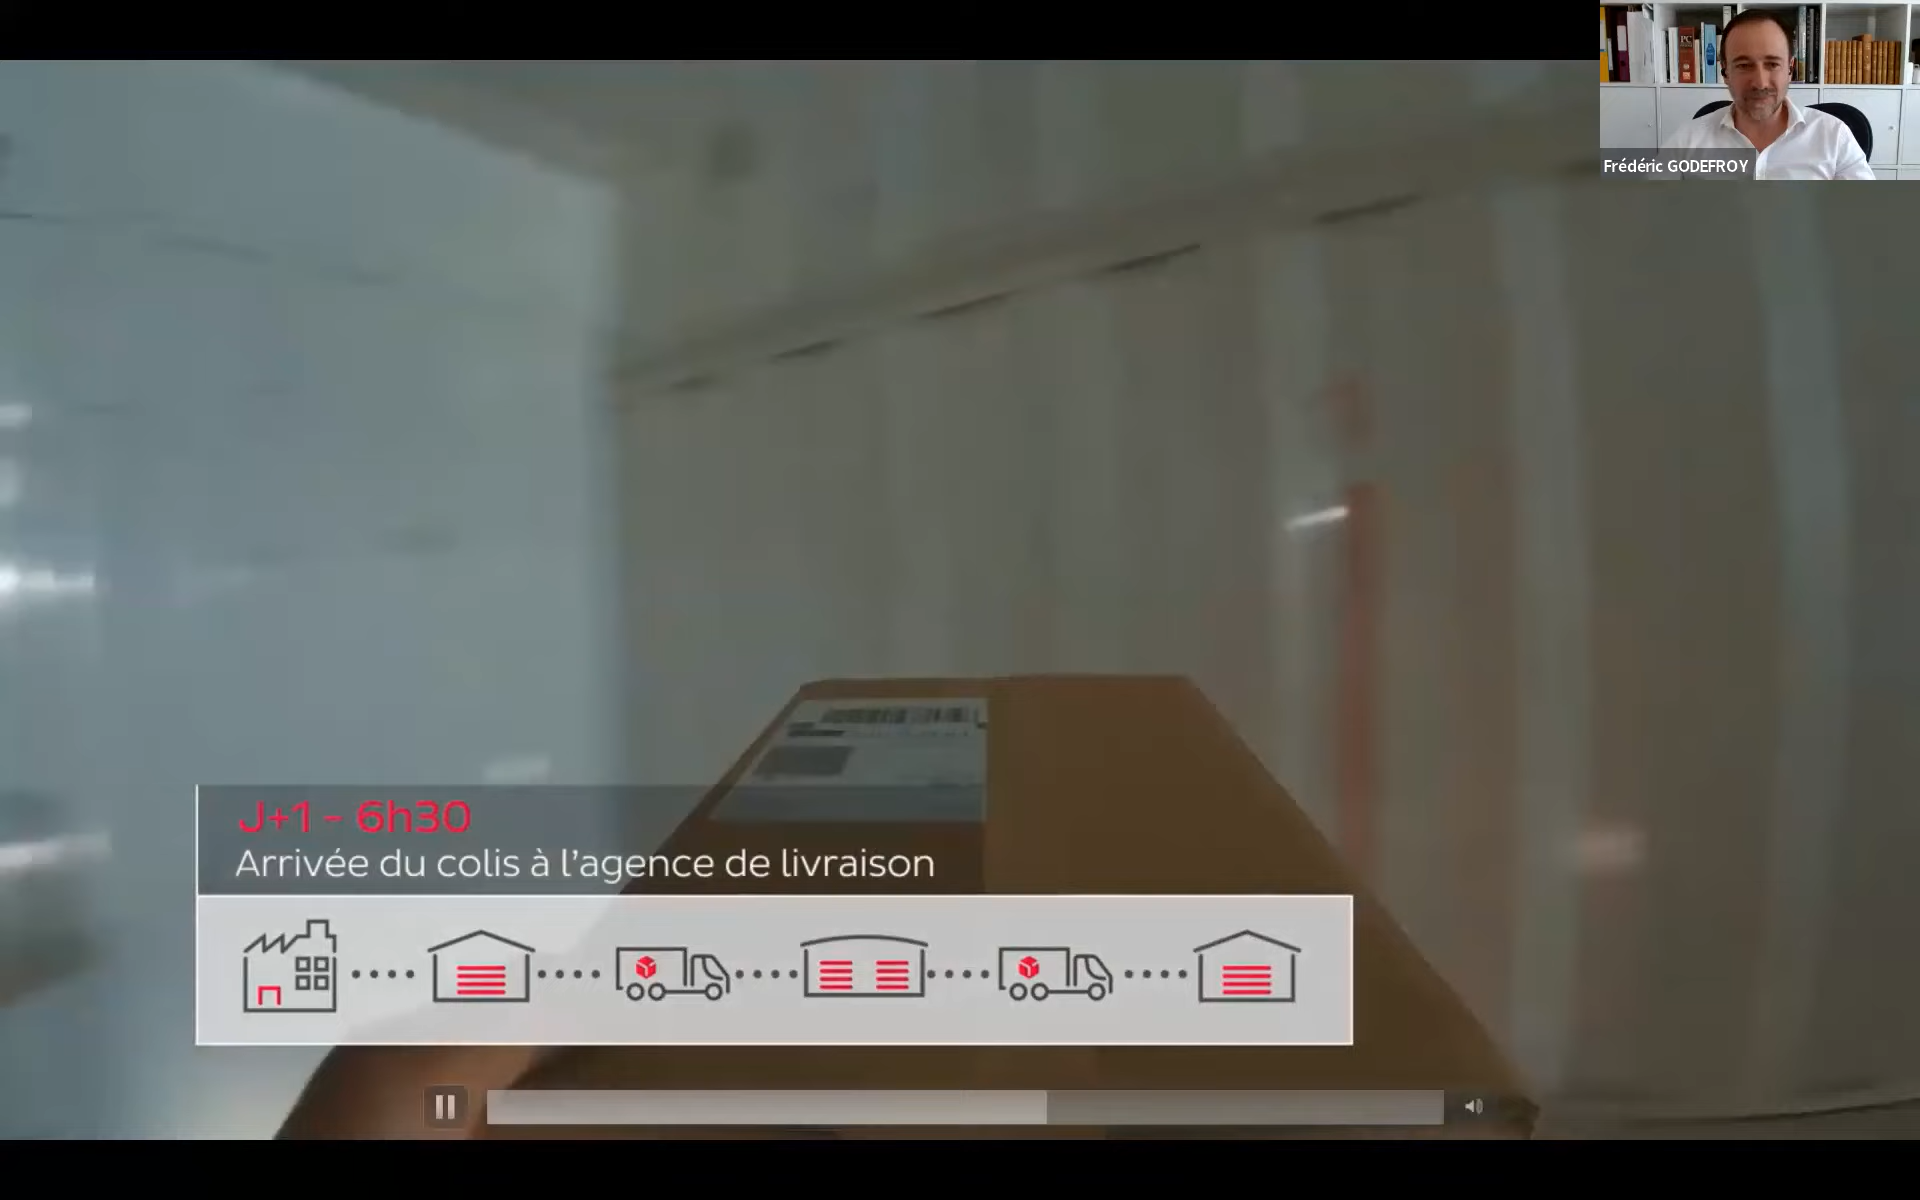 Frédéric GODEFROY
J+1 - 6h30
Arrivée du colis à l'agence de livraison